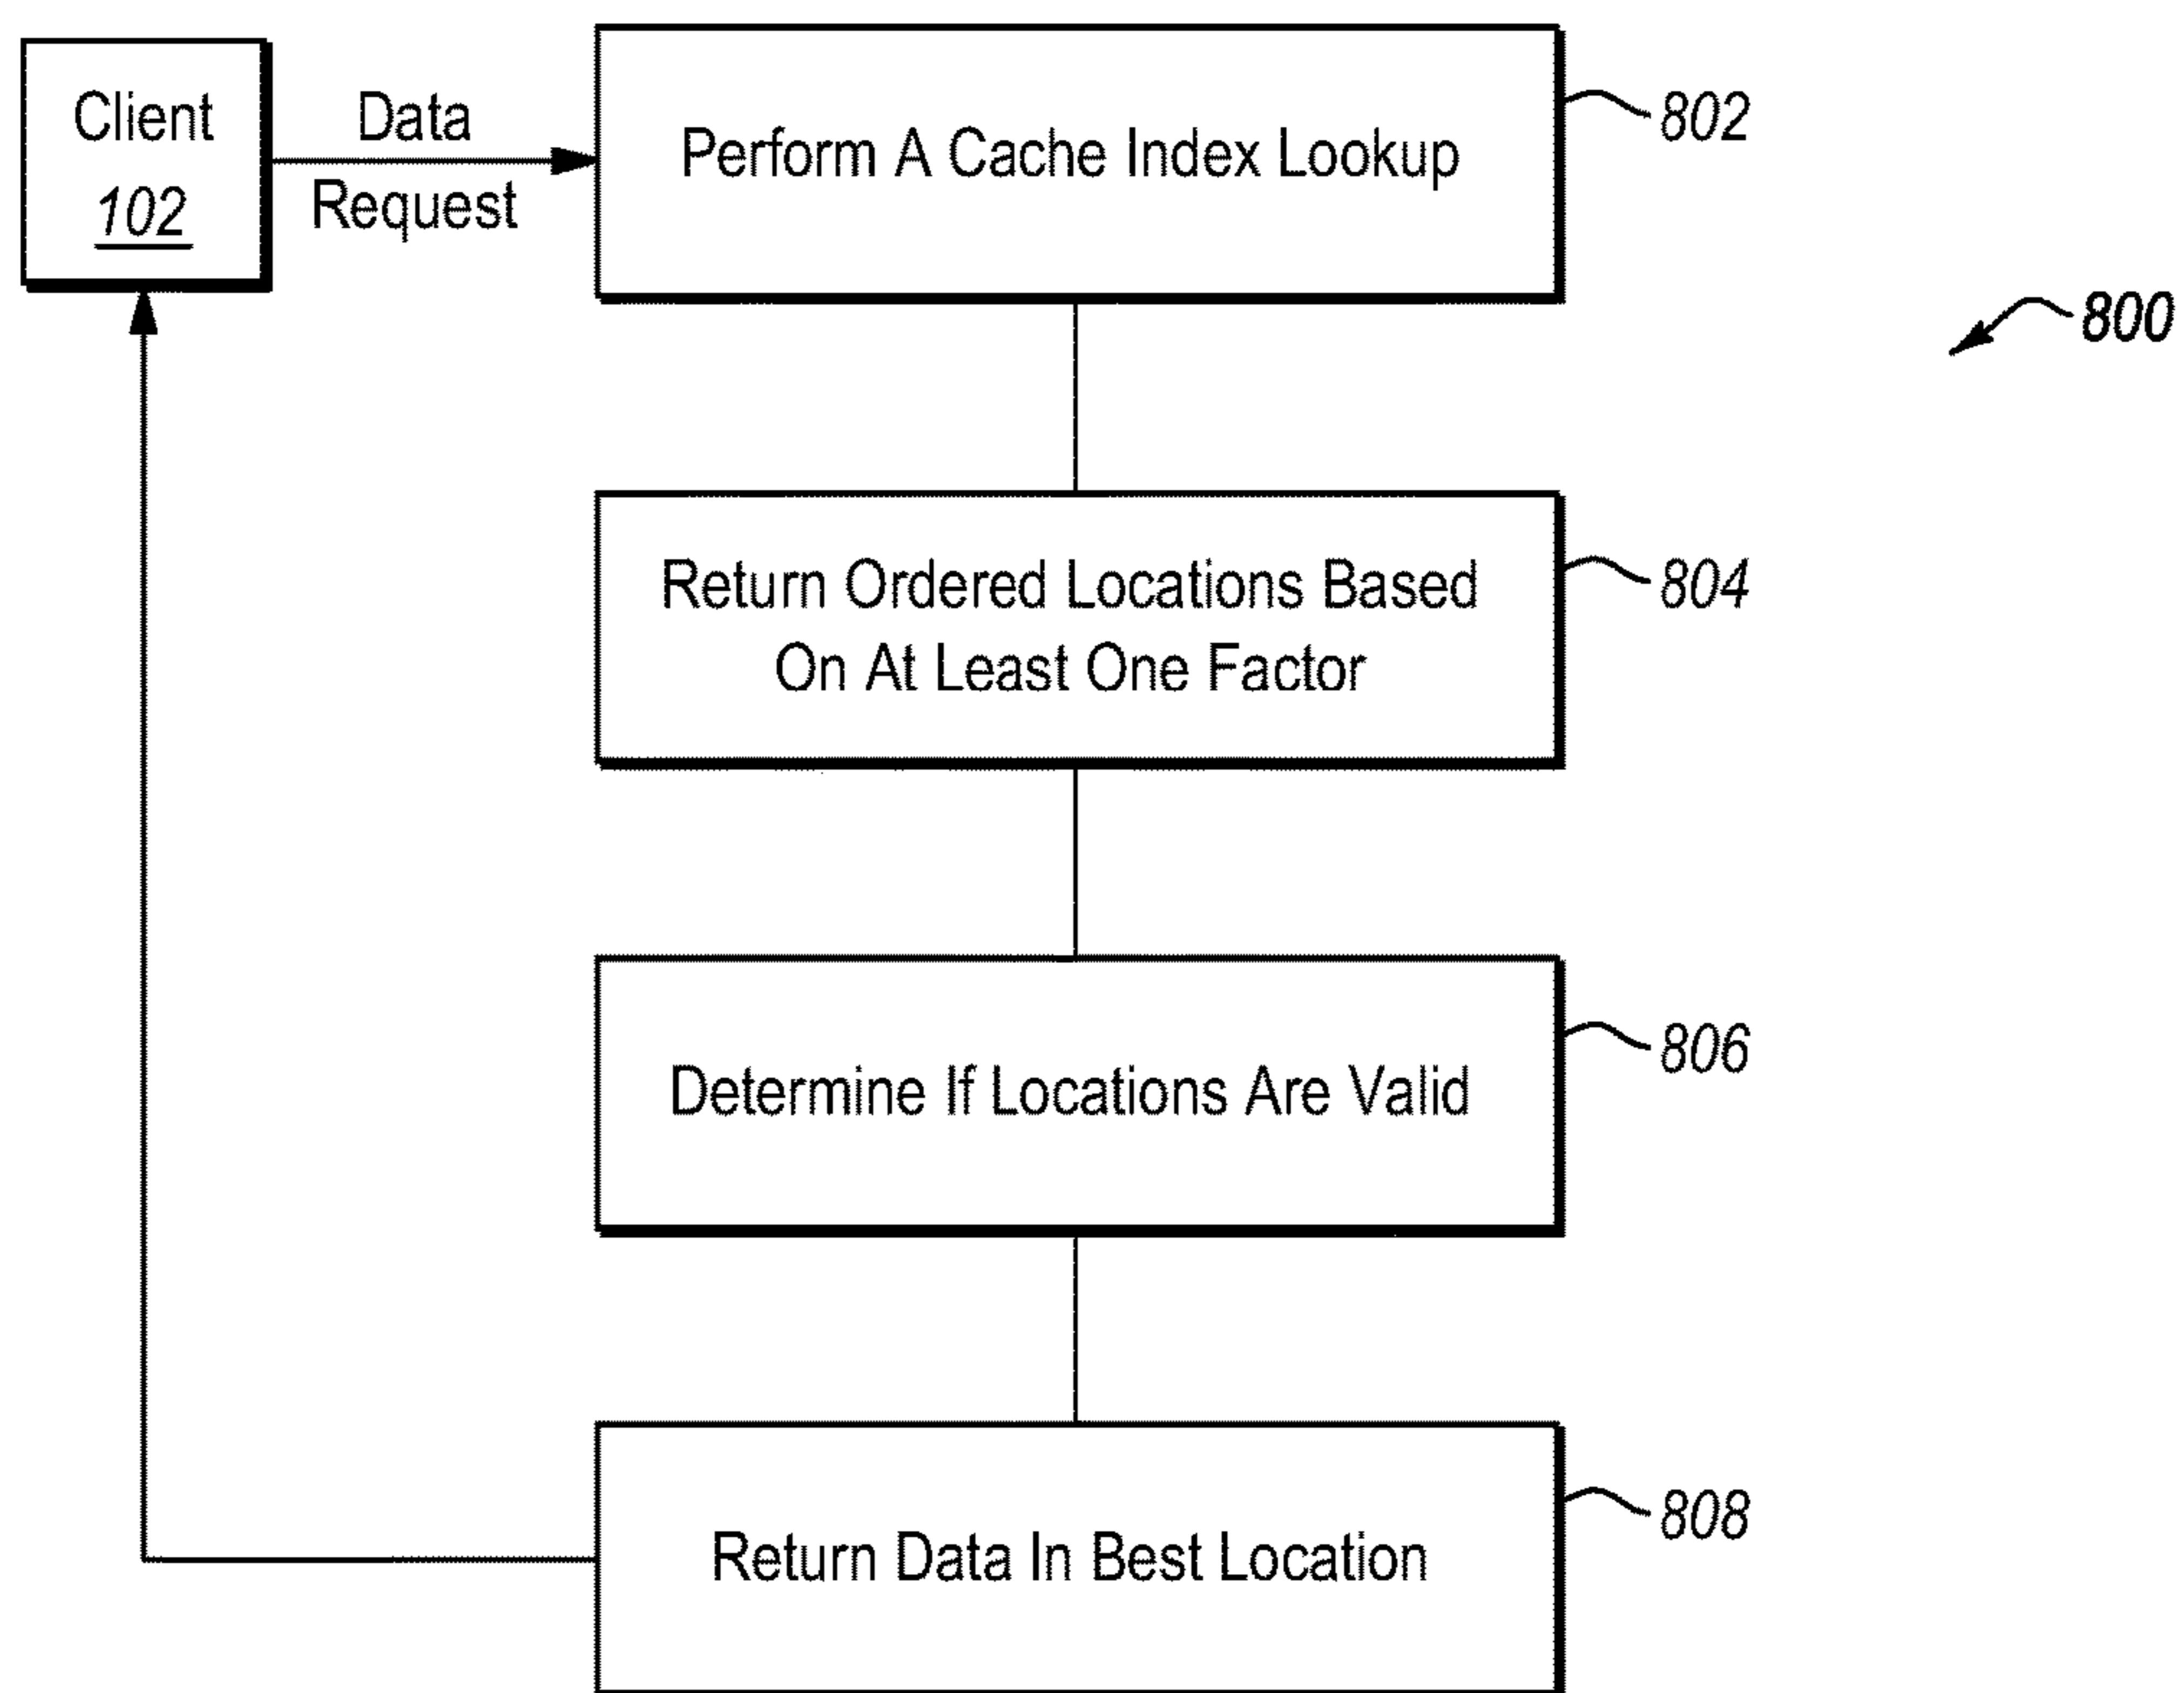 Client
102
Data
Request
Perform A Cache Index Lookup
802
800
Return Ordered Locations Based
On At Least One Factor
804
Determine If Locations Are Valid
806
Return Data In Best Location
808